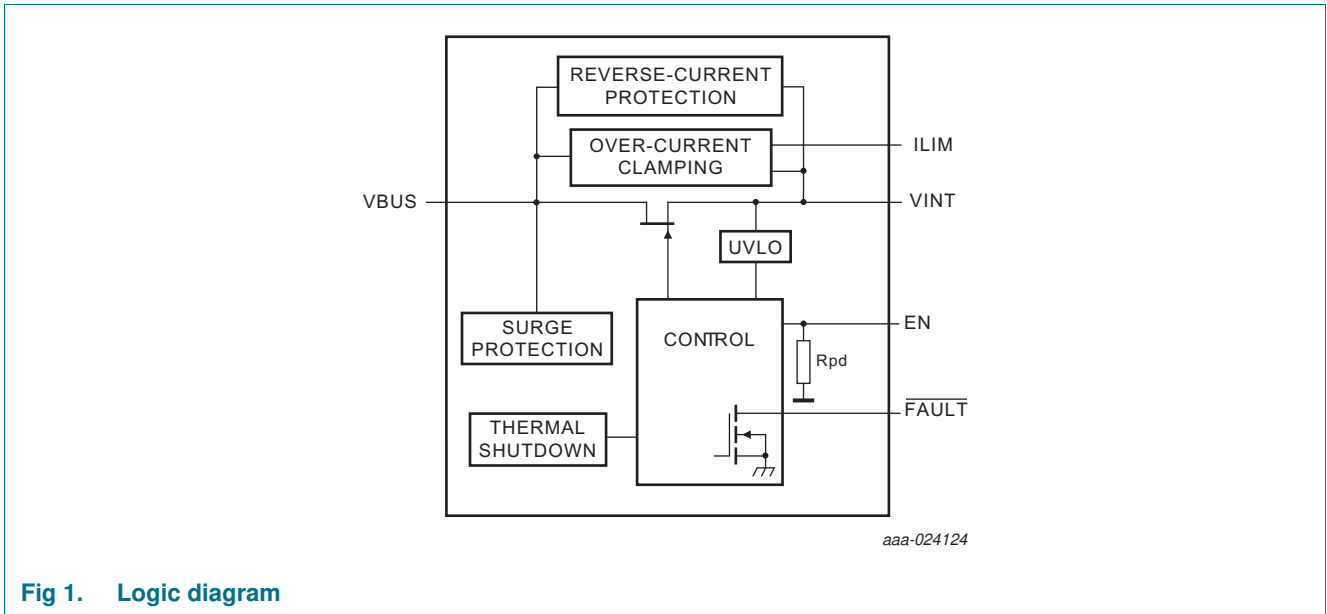 REVERSE-CURRENT
PROTECTION
OVER-CURRENT
CLAMPING
ILIM
VBUS
VINT
UVLO
SURGE
PROTECTION
CONTROL
EN
Rpd
FAULT
THERMAL
SHUTDOWN
aaa-024124
Fig 1. Logic diagram